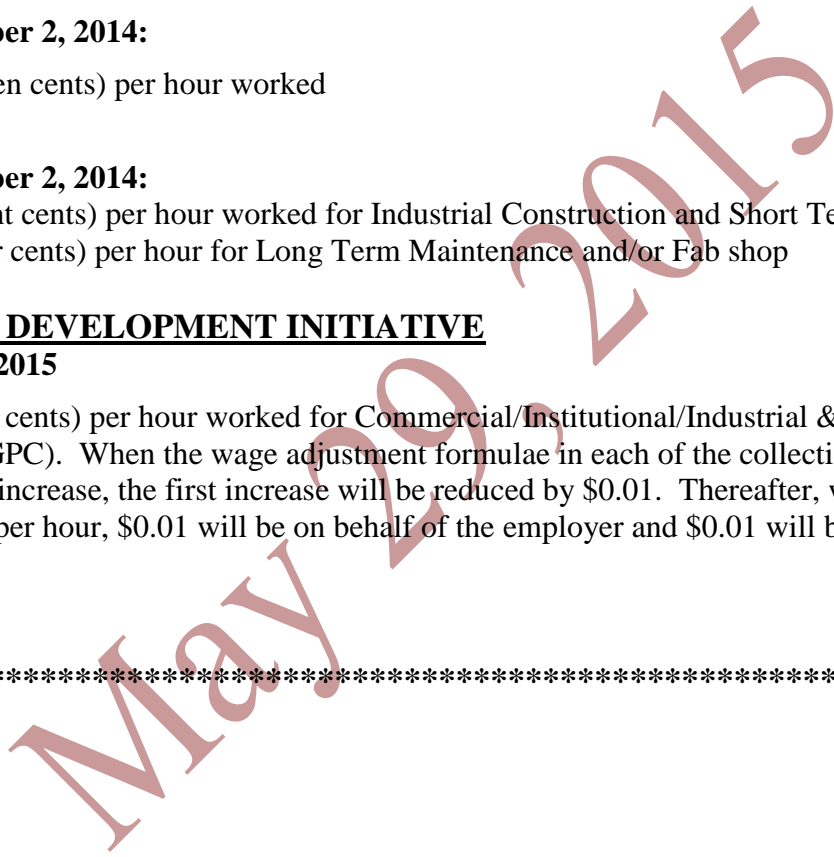 ber 2, 2014:
en cents) per hour worked
ber 2, 2014:
nt cents) per hour worked for Industrial Construction and Short Te
r cents) per hour for Long Term Maintenance and/or Fab shop
DEVELOPMENT INITIATIVE
2015
cents) per hour worked for Commercial/Institutional/Industrial &
GPC). When the wage adjustment formulae in each of the collecti
increase, the first increase will be reduced by $0.01. Thereafter, w
per hour, $0.01 will be on behalf of the employer and $0.01 will b
*************************************************************
May 29, 2015